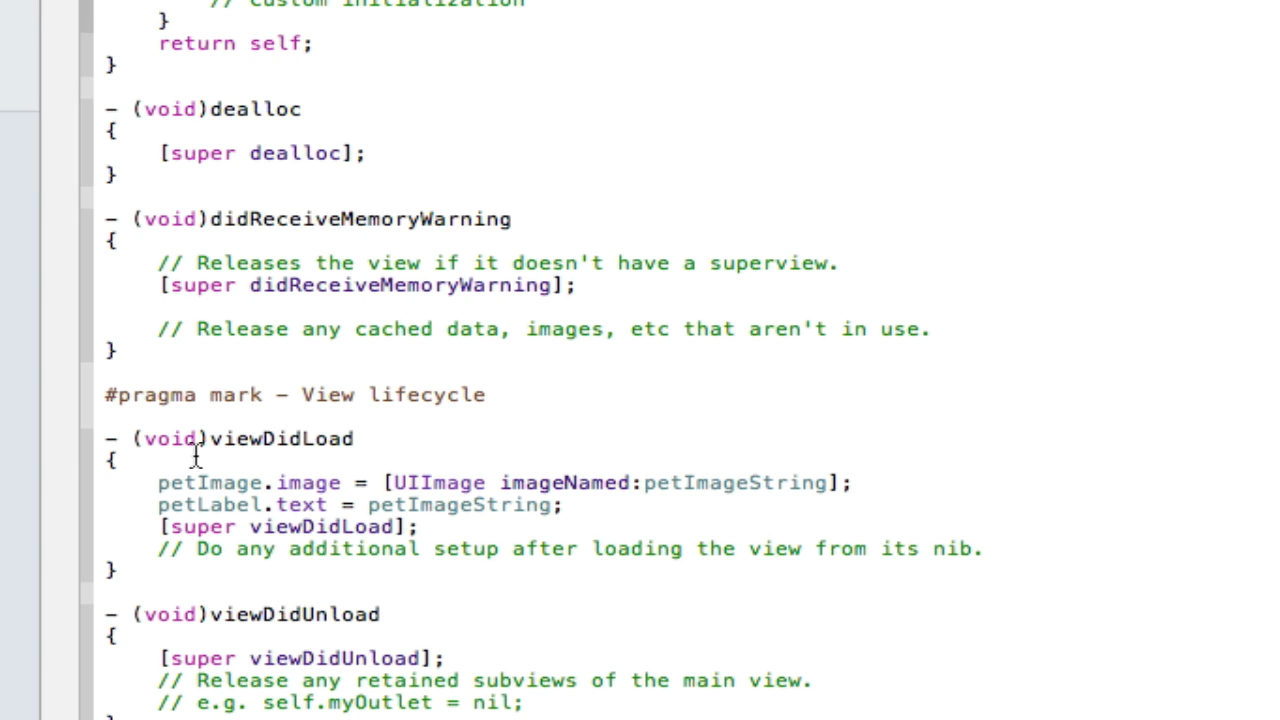 // Custom initialization
}
return self;
}
- (void)dealloc
{
[super dealloc];
}
- (void)didReceiveMemoryWarning
{
// Releases the view if it doesn't have a superview.
[super didReceiveMemoryWarning];
// Release any cached data, images, etc that aren't in use.
}
#pragma mark - View lifecycle
- (void)viewDidLoad
{
petImage.image = [UIImage imageNamed:petImageString];
petLabel.text = petImageString;
[super viewDidLoad];
// Do any additional setup after loading the view from its nib.
}
- (void)viewDidUnload
{
[super viewDidUnload];
// Release any retained subviews of the main view.
// e.g. self.myOutlet = nil;
}